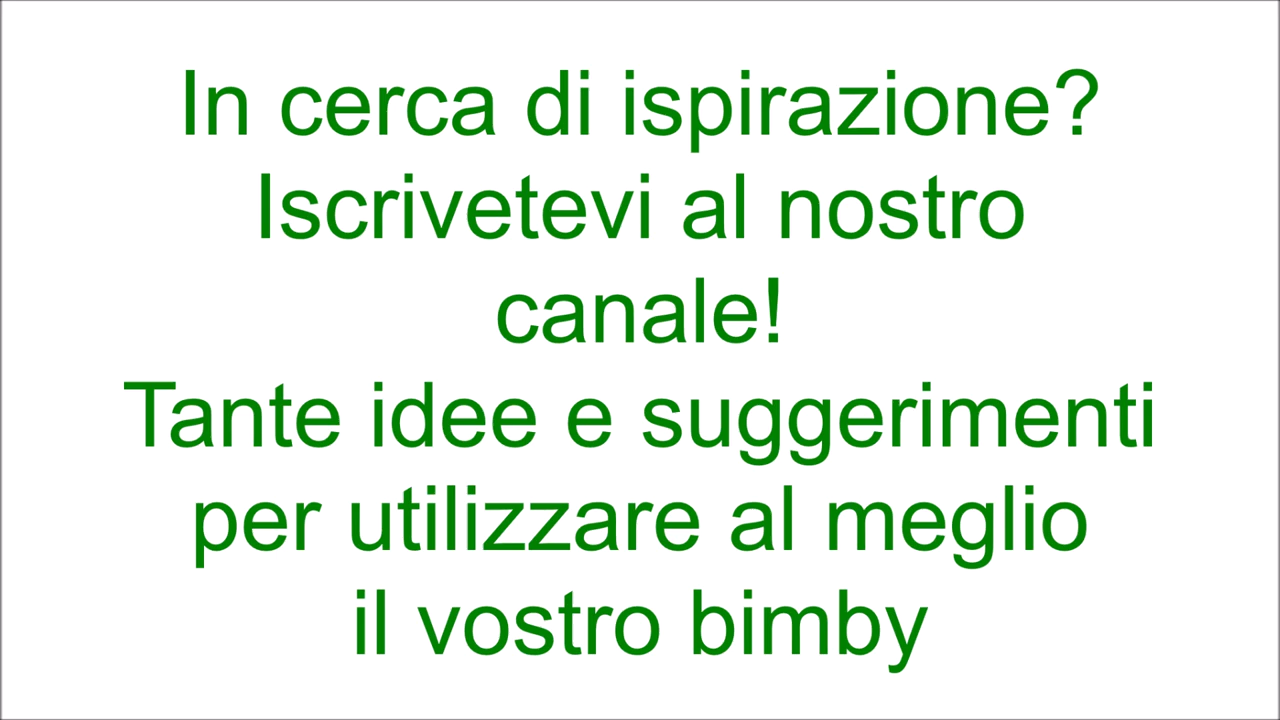 In cerca di ispirazione?
Iscrivetevi al nostro
canale!
Tante idee e suggerimenti
per utilizzare al meglio
il vostro bimby